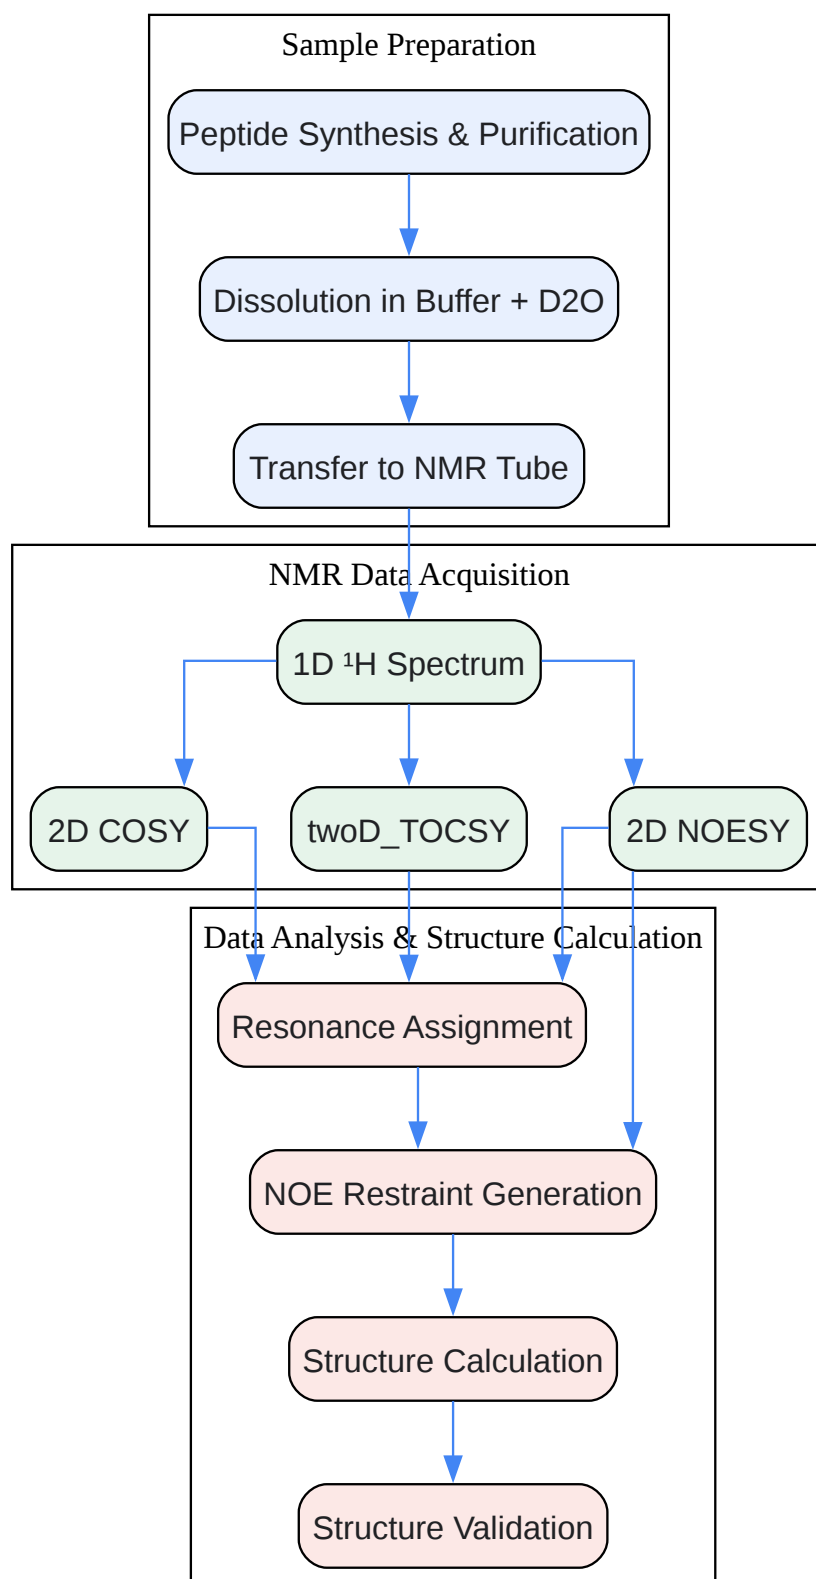 Sample Preparation
Peptide Synthesis & Purification
Dissolution in Buffer + D2O
Transfer to NMR Tube
NMR Data Acquisition
1D ¹H Spectrum
2D COSY
twoD_TOCSY
2D NOESY
Data Analysis & Structure Calculation
Resonance Assignment
NOE Restraint Generation
Structure Calculation
Structure Validation